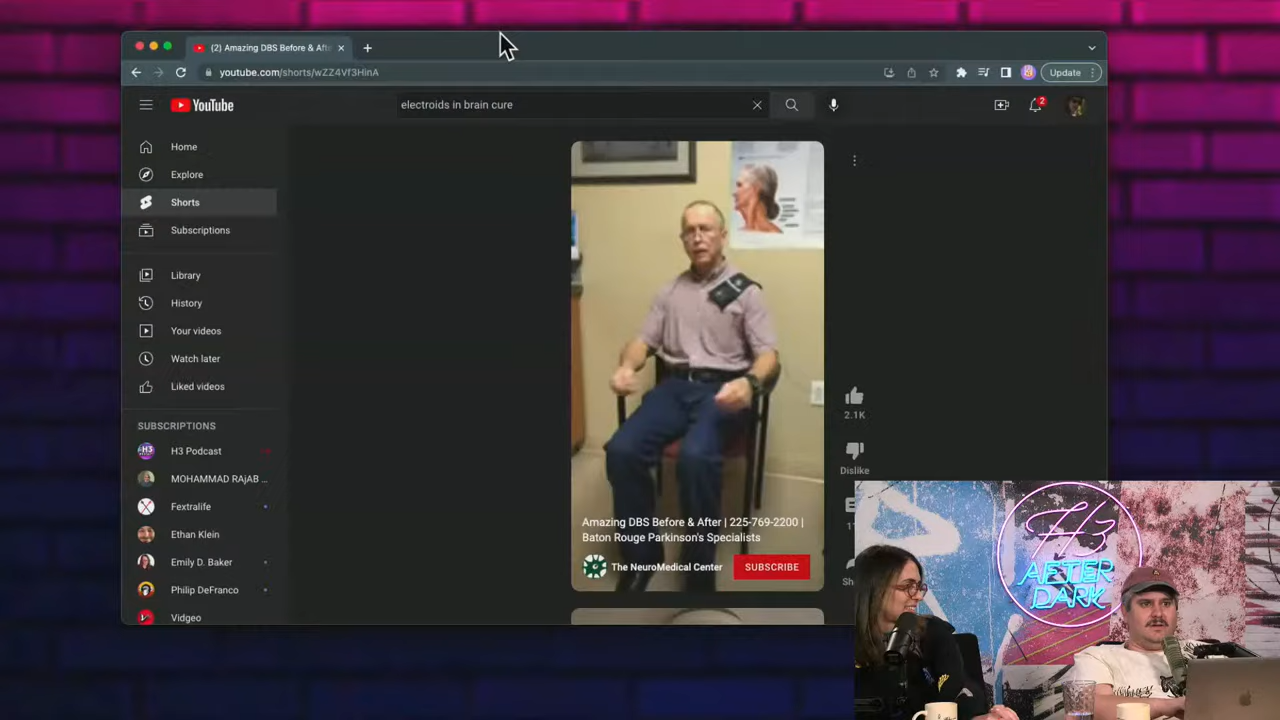 (2) Amazing DBS Before & Afte
youtube.com/shorts/wZZ4Vf3HinA
Update
YouTube
electroids in brain cure
2
Home
Explore
Shorts
Subscriptions
Library
History
Your videos
Watch later
Liked videos
SUBSCRIPTIONS
H3 Podcast
MOHAMMAD RAjAB ...
Fextralife
Ethan Klein
Emily D. Baker
Philip DeFranco
Vidgeo
2.1K
Dislike
Amazing DBS Before & After | 225-769-2200 |
Baton Rouge Parkinson's Specialists
The NeuroMedical Center
SUBSCRIBE
H3
AFTER
DARK